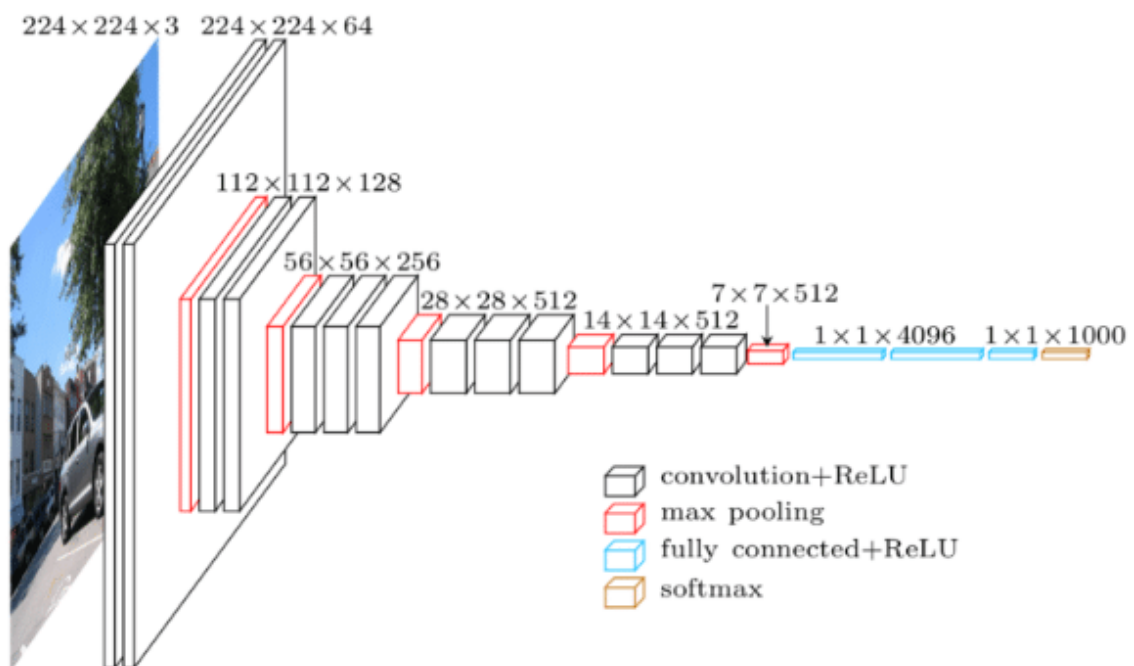 224×224×3
224×224×64
112×112×128
56×56×256
28×28×512
14×14×512
7×7×512
1×1×4096
1×1×1000
convolution+ReLU
max pooling
fully connected+ReLU
softmax